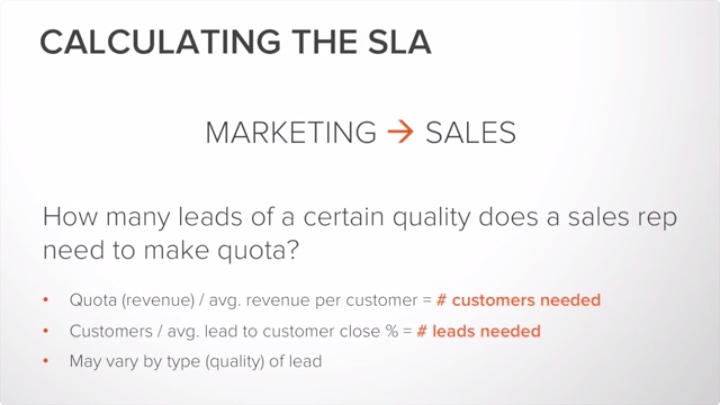 CALCULATING THE SLA
MARKETING → SALES
How many leads of a certain quality does a sales rep
need to make quota?
• Quota (revenue) / avg. revenue per customer = # customers needed
• Customers / avg. lead to customer close % = # leads needed
• May vary by type (quality) of lead